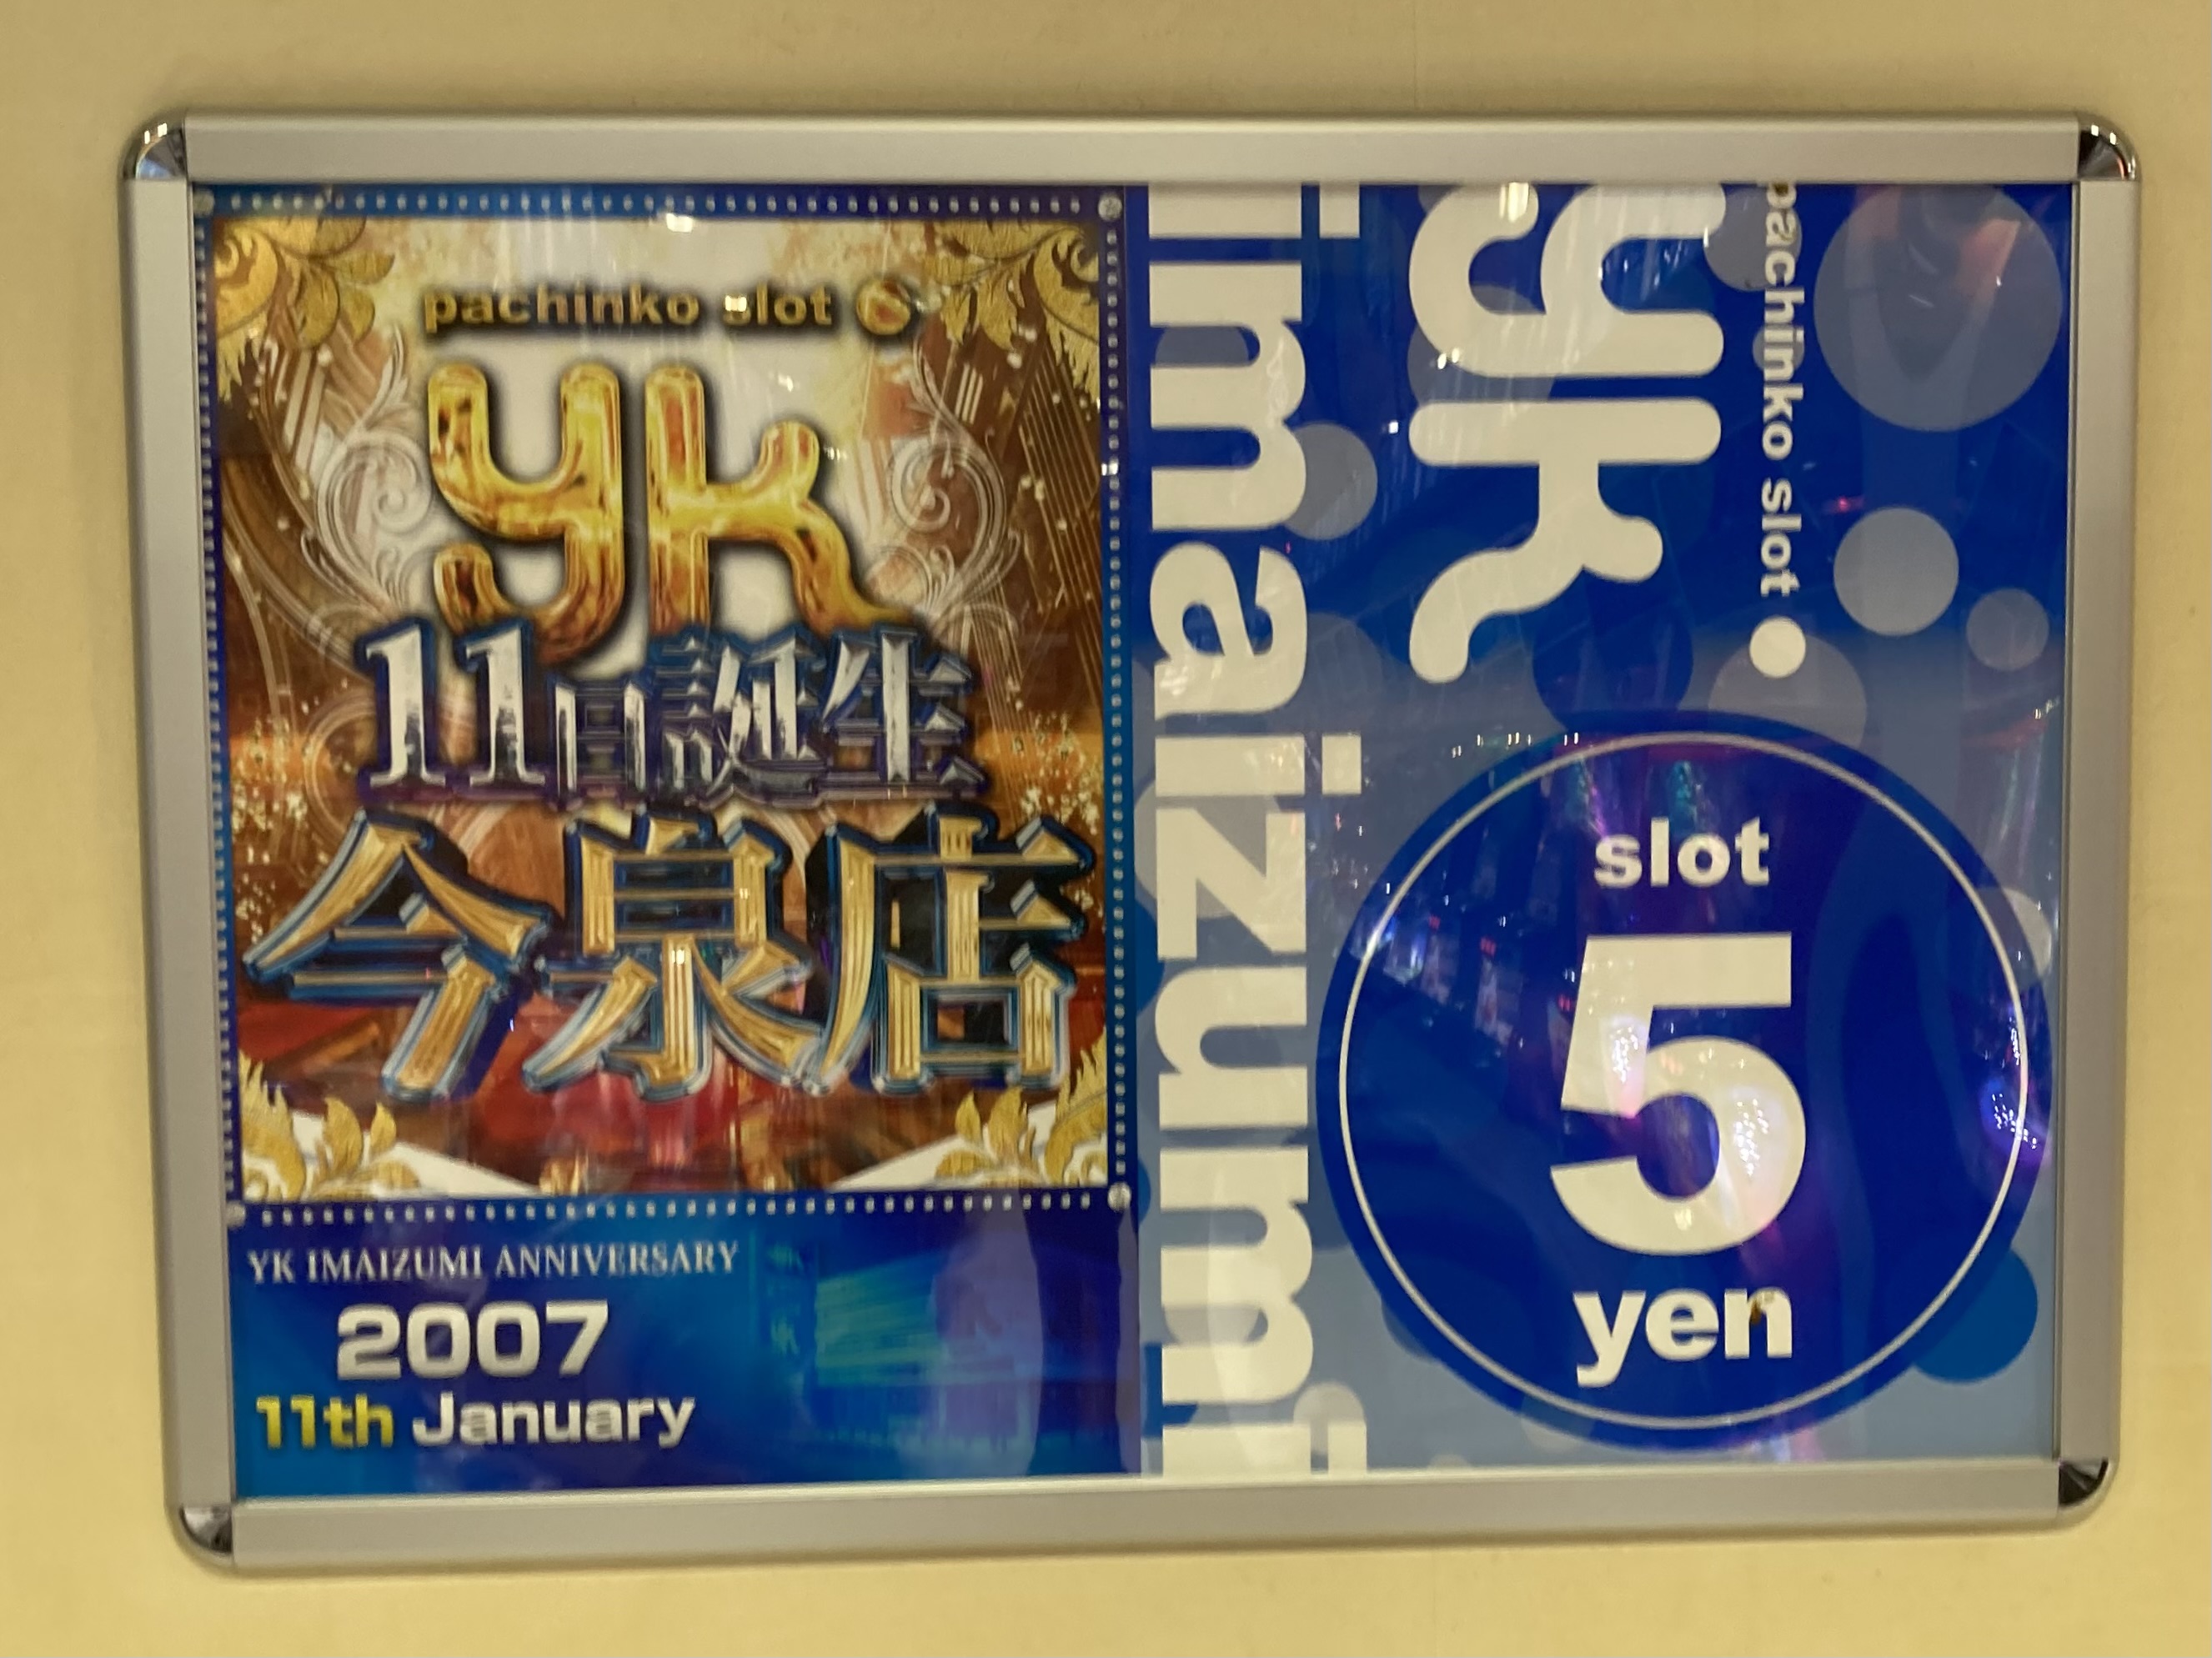 pachinko slot
yk
11日誕生
今泉店
YK IMAIZUMI ANNIVERSARY
2007
11th January
pachinko slot
yk
imaizumi
slot
5
yen